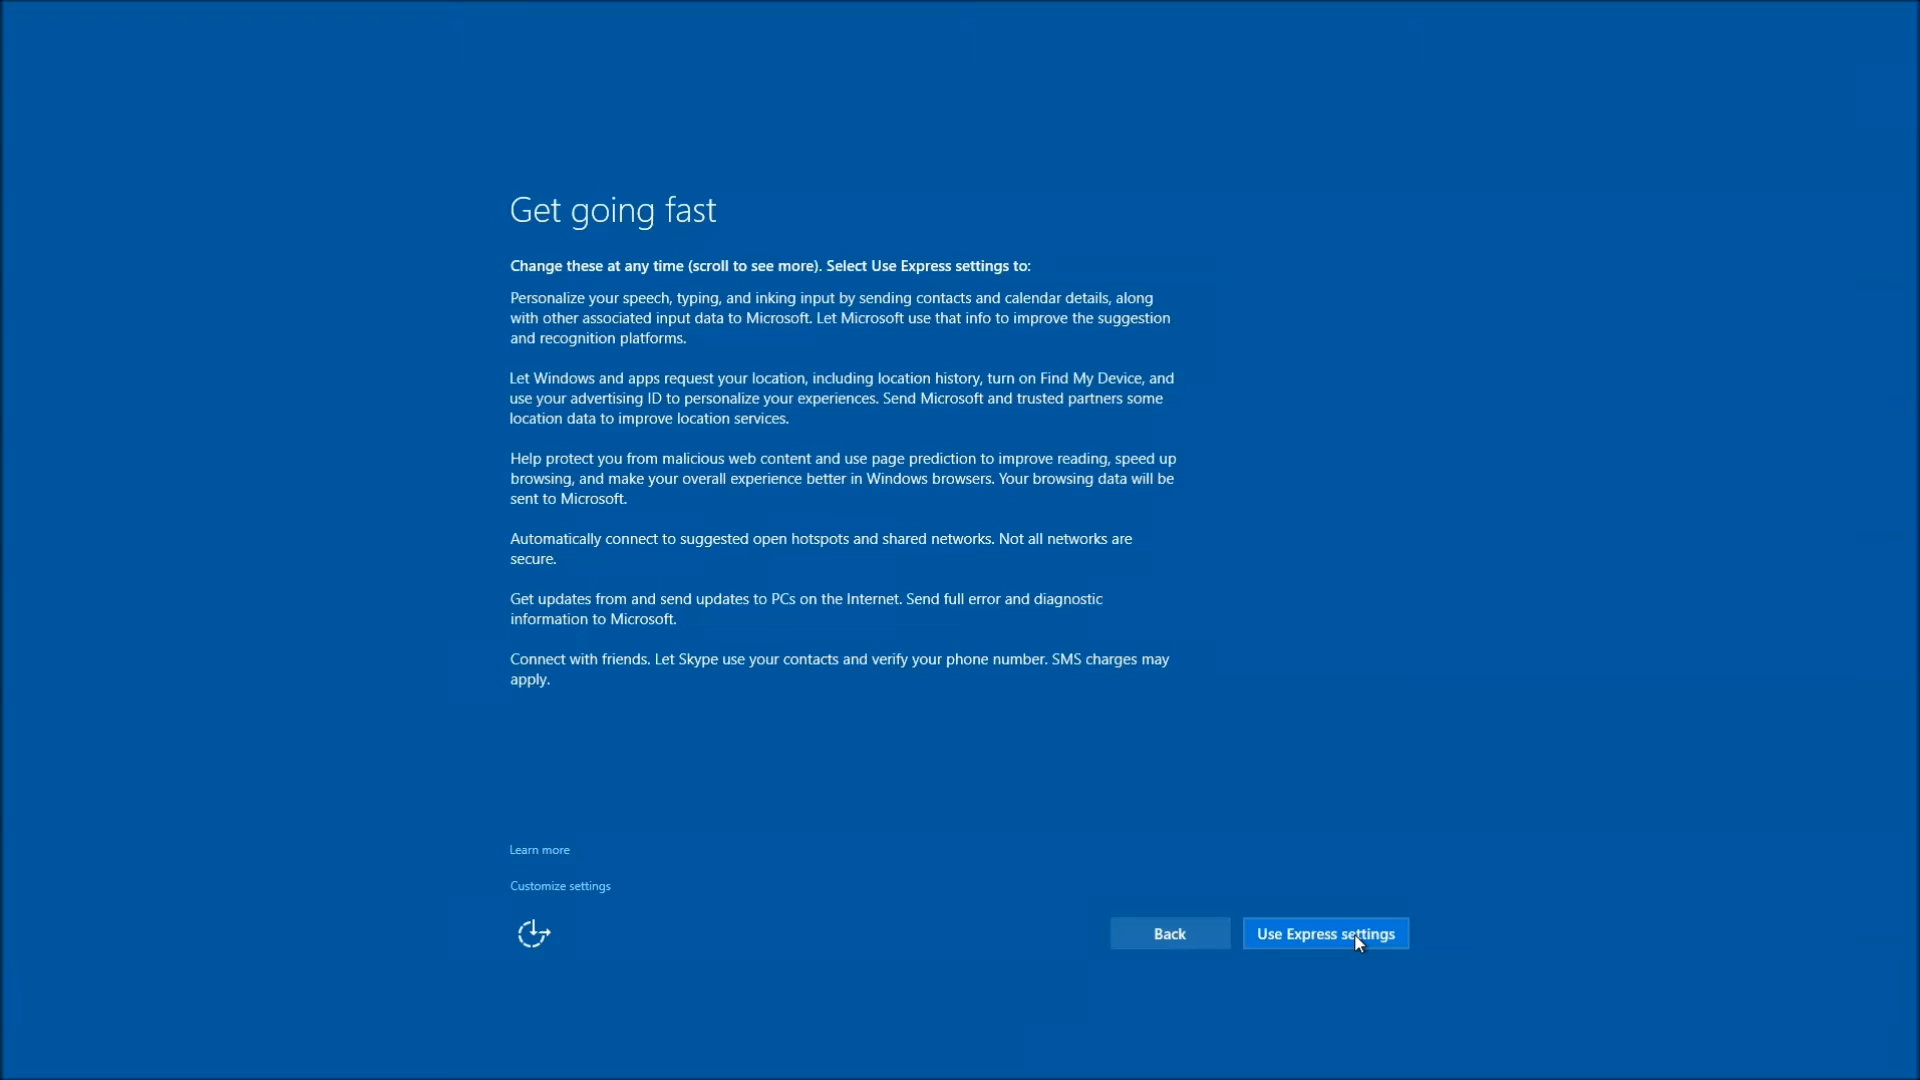 Get going fast
Change these at any time (scroll to see more). Select Use Express settings to:
Personalize your speech, typing, and inking input by sending contacts and calendar details, along
with other associated input data to Microsoft. Let Microsoft use that info to improve the suggestion
and recognition platforms.
Let Windows and apps request your location, including location history, turn on Find My Device, and
use your advertising ID to personalize your experiences. Send Microsoft and trusted partners some
location data to improve location services.
Help protect you from malicious web content and use page prediction to improve reading, speed up
browsing, and make your overall experience better in Windows browsers. Your browsing data will be
sent to Microsoft.
Automatically connect to suggested open hotspots and shared networks. Not all networks are
secure.
Get updates from and send updates to PCs on the Internet. Send full error and diagnostic
information to Microsoft.
Connect with friends. Let Skype use your contacts and verify your phone number. SMS charges may
apply.
Learn more
Customize settings
Back
Use Express settings